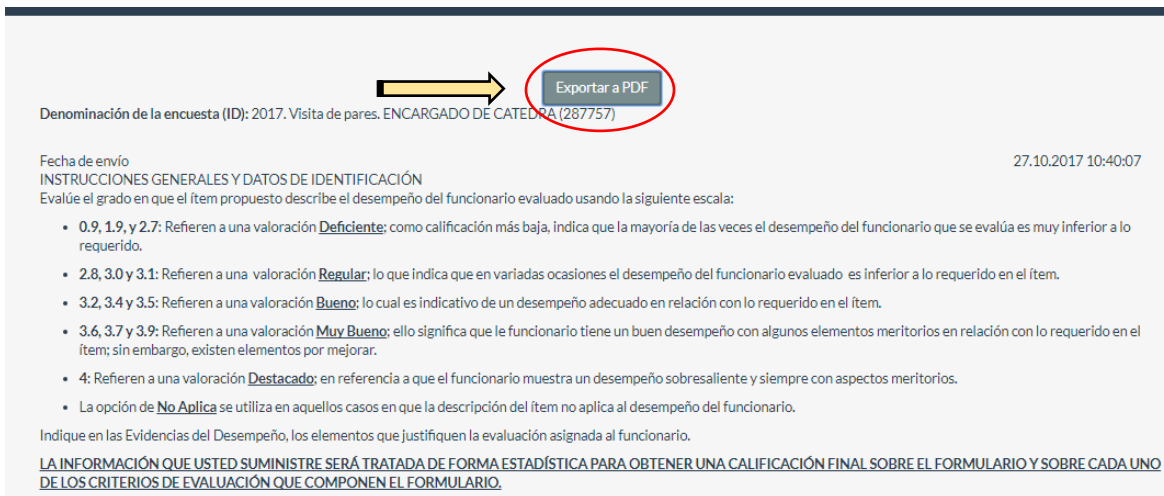 Exportar a PDF
Denominación de la encuesta (ID): 2017. Visita de pares. ENCARGADO DE CATEDRA (287757)
Fecha de envío 27.10.2017 10:40:07
INSTRUCCIONES GENERALES Y DATOS DE IDENTIFICACIÓN
Evalúe el grado en que el ítem propuesto describe el desempeño del funcionario evaluado usando la siguiente escala:
• 0.9, 1.9, y 2.7: Refieren a una valoración Deficiente; como calificación más baja, indica que la mayoría de las veces el desempeño del funcionario que se evalúa es muy inferior a lo
requerido.
• 2.8, 3.0 y 3.1: Refieren a una valoración Regular; lo que indica que en variadas ocasiones el desempeño del funcionario evaluado es inferior a lo requerido en el ítem.
• 3.2, 3.4 y 3.5: Refieren a una valoración Bueno; lo cual es indicativo de un desempeño adecuado en relación con lo requerido en el ítem.
• 3.6, 3.7 y 3.9: Refieren a una valoración Muy Bueno; ello significa que le funcionario tiene un buen desempeño con algunos elementos meritorios en relación con lo requerido en el
ítem; sin embargo, existen elementos por mejorar.
• 4: Refieren a una valoración Destacado; en referencia a que el funcionario muestra un desempeño sobresaliente y siempre con aspectos meritorios.
• La opción de No Aplica se utiliza en aquellos casos en que la descripción del ítem no aplica al desempeño del funcionario.
Indique en las Evidencias del Desempeño, los elementos que justifiquen la evaluación asignada al funcionario.
LA INFORMACIÓN QUE USTED SUMINISTRE SERÁ TRATADA DE FORMA ESTADÍSTICA PARA OBTENER UNA CALIFICACIÓN FINAL SOBRE EL FORMULARIO Y SOBRE CADA UNO
DE LOS CRITERIOS DE EVALUACIÓN QUE COMPONEN EL FORMULARIO.